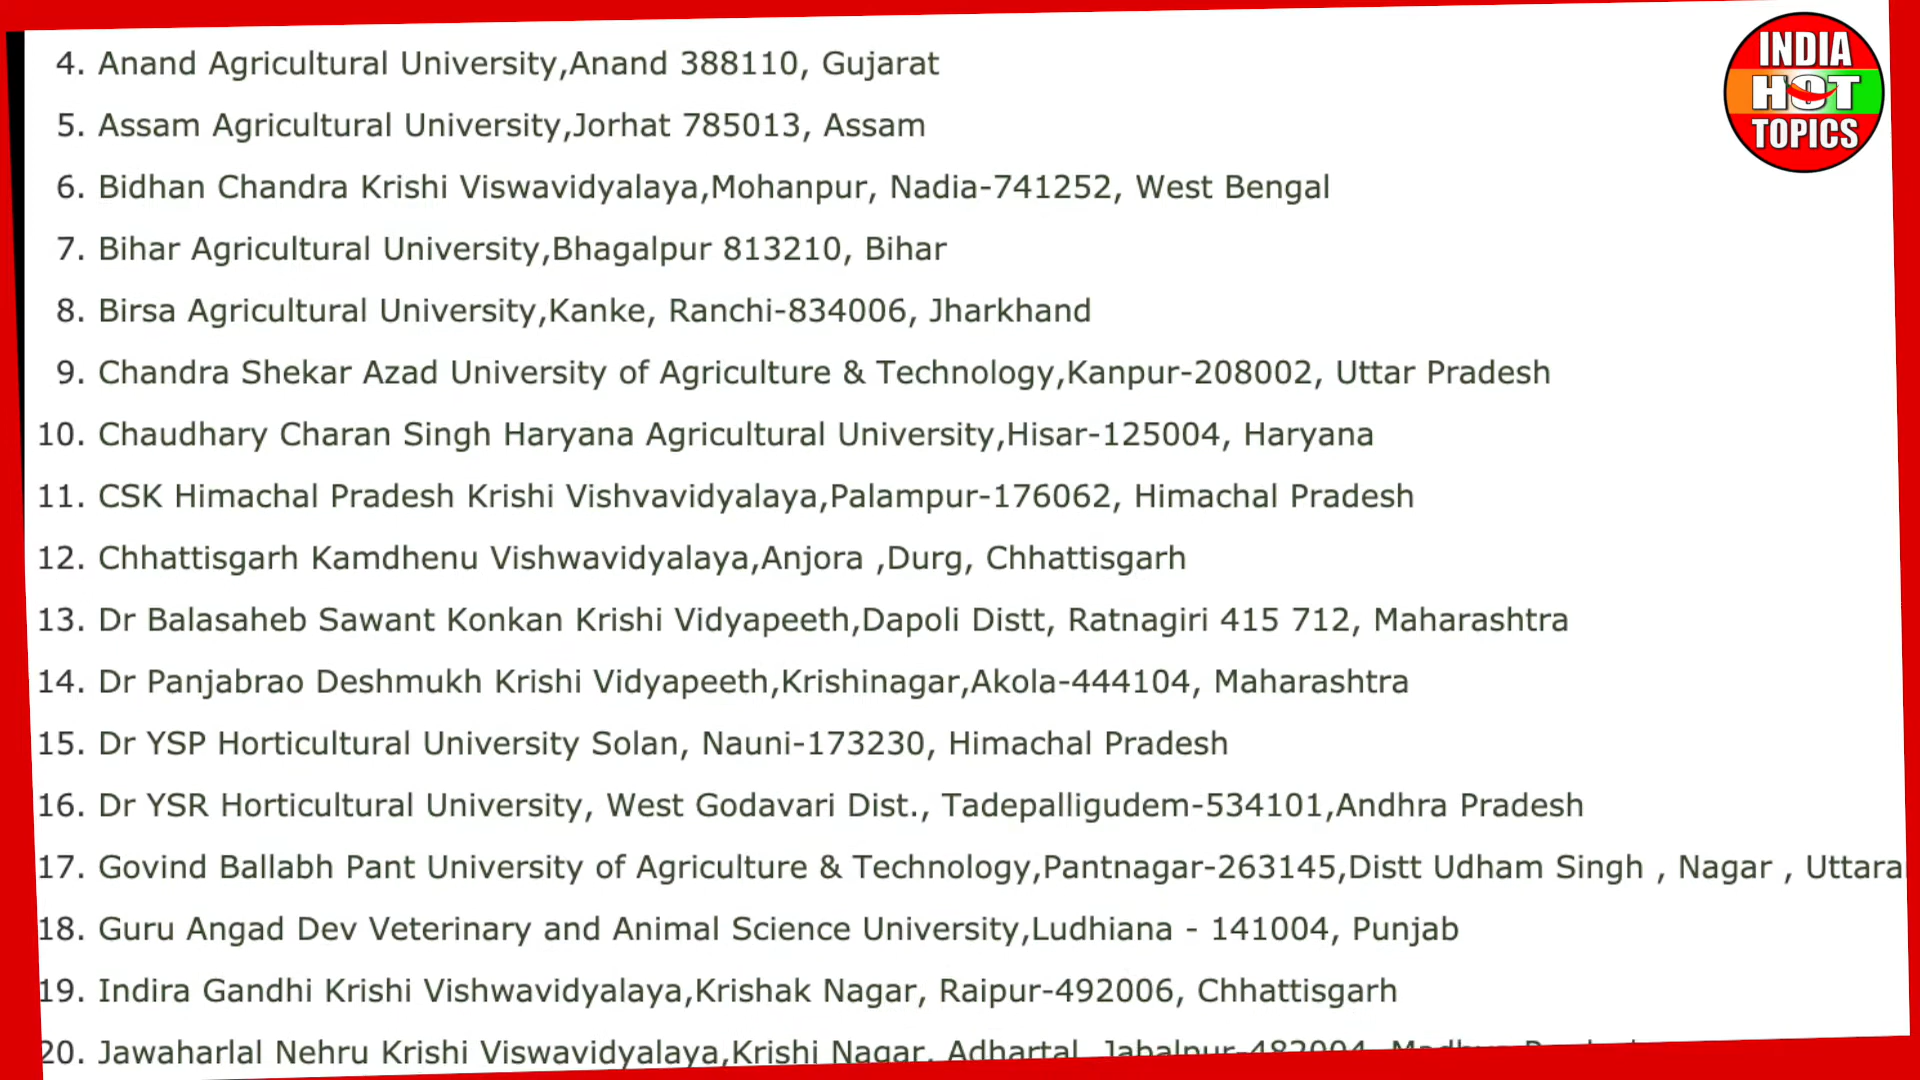 INDIA
HOT
TOPICS
4. Anand Agricultural University,Anand 388110, Gujarat
5. Assam Agricultural University,Jorhat 785013, Assam
6. Bidhan Chandra Krishi Viswavidyalaya,Mohanpur, Nadia-741252, West Bengal
7. Bihar Agricultural University,Bhagalpur 813210, Bihar
8. Birsa Agricultural University,Kanke, Ranchi-834006, Jharkhand
9. Chandra Shekar Azad University of Agriculture & Technology,Kanpur-208002, Uttar Pradesh
10. Chaudhary Charan Singh Haryana Agricultural University,Hisar-125004, Haryana
11. CSK Himachal Pradesh Krishi Vishvavidyalaya,Palampur-176062, Himachal Pradesh
12. Chhattisgarh Kamdhenu Vishwavidyalaya,Anjora ,Durg, Chhattisgarh
13. Dr Balasaheb Sawant Konkan Krishi Vidyapeeth,Dapoli Distt, Ratnagiri 415 712, Maharashtra
14. Dr Panjabrao Deshmukh Krishi Vidyapeeth,Krishinagar,Akola-444104, Maharashtra
15. Dr YSP Horticultural University Solan, Nauni-173230, Himachal Pradesh
16. Dr YSR Horticultural University, West Godavari Dist., Tadepalligudem-534101,Andhra Pradesh
17. Govind Ballabh Pant University of Agriculture & Technology,Pantnagar-263145,Distt Udham Singh , Nagar , Uttara
18. Guru Angad Dev Veterinary and Animal Science University,Ludhiana - 141004, Punjab
19. Indira Gandhi Krishi Vishwavidyalaya,Krishak Nagar, Raipur-492006, Chhattisgarh
20. Jawaharlal Nehru Krishi Viswavidyalaya,Krishi Nagar, Adhartal, Jabalpur-482004,